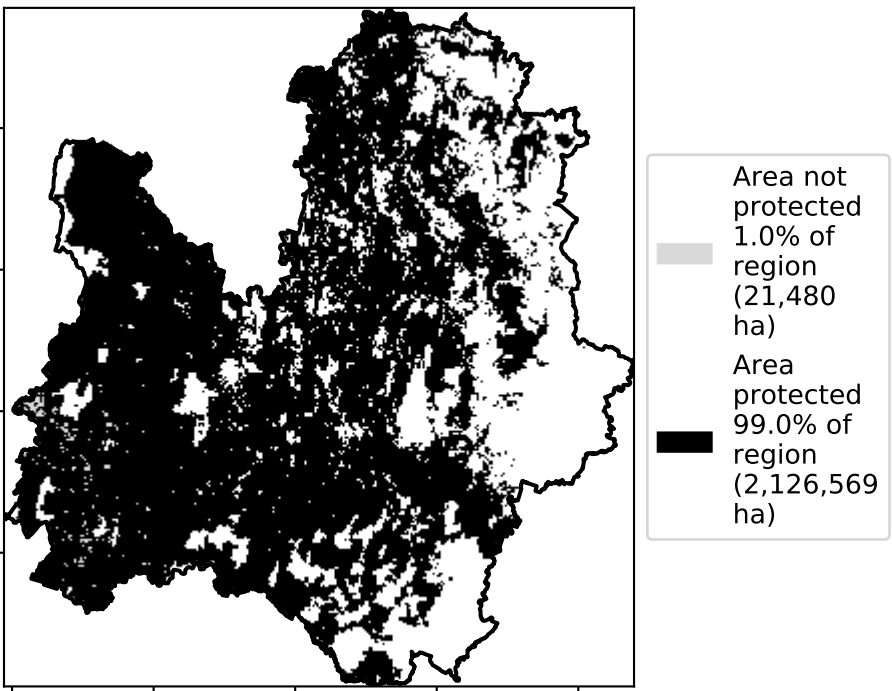 Area not
protected
1.0% of
region
(21,480
ha)
Area
protected
99.0% of
region
(2,126,569
ha)